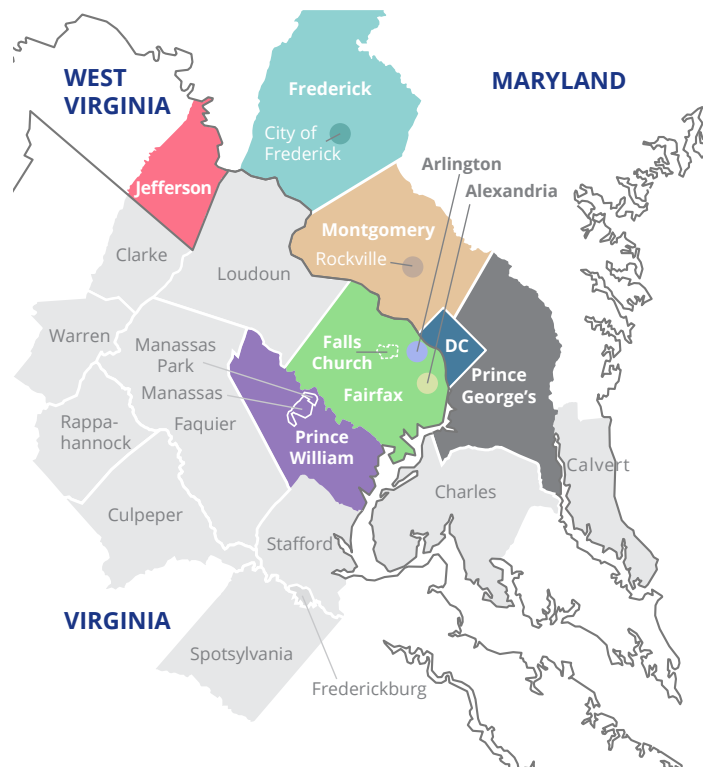 WEST
VIRGINIA
MARYLAND
Frederick
City of
Frederick
Arlington
Alexandria
Jefferson
Montgomery
Rockville
Clarke
Loudoun
Warren
Manassas
Park
Manassas
Falls
Church
DC
Fairfax
Prince
George's
Rappa-
hannock
Faquier
Prince
William
Calvert
Charles
Culpeper
Stafford
VIRGINIA
Spotsylvania
Frederickburg